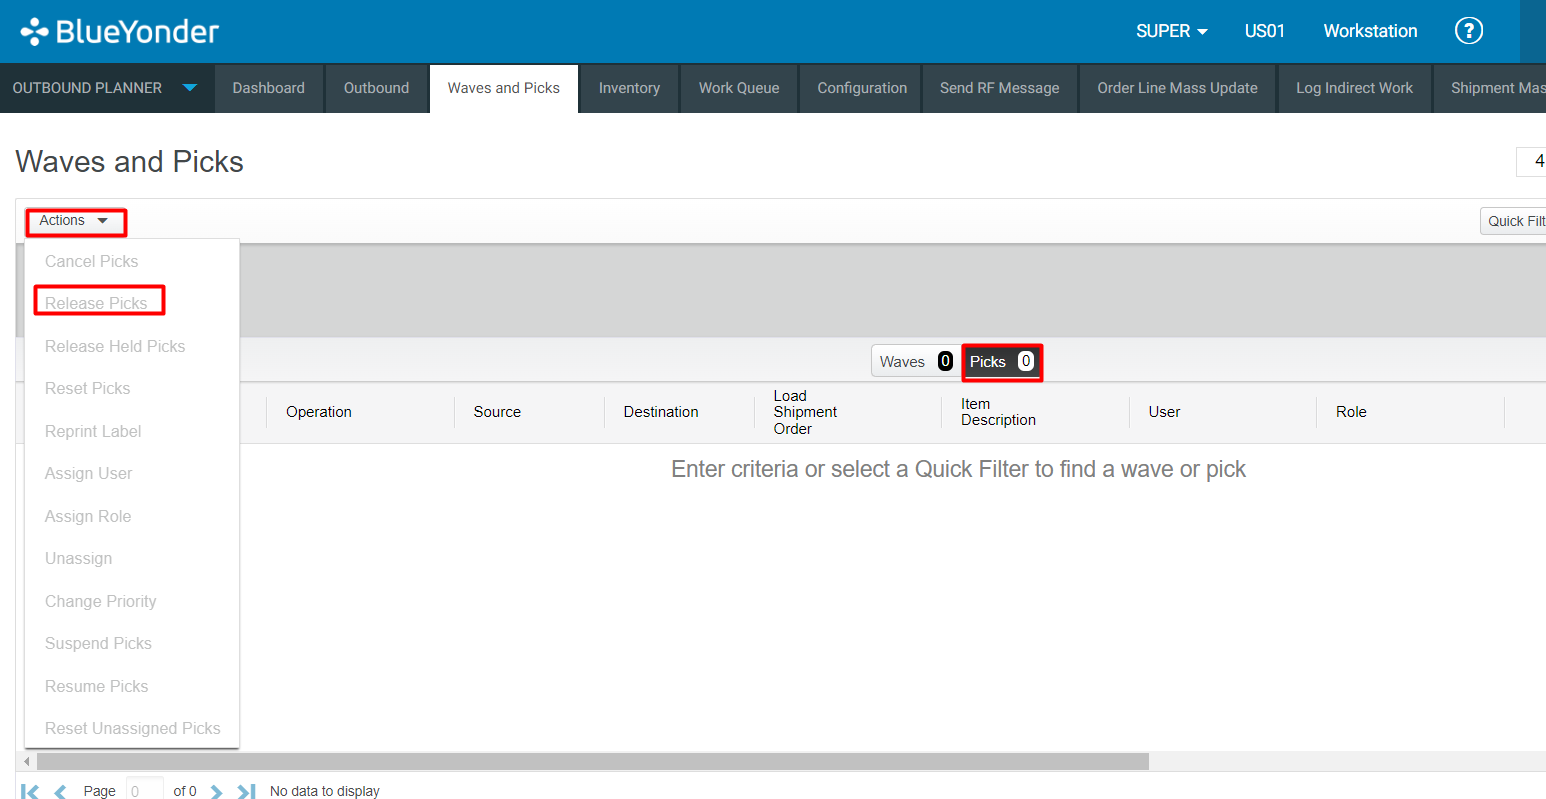 BlueYonder
SUPER US01 Workstation ?
OUTBOUND PLANNER Dashboard Outbound Waves and Picks Inventory Work Queue Configuration Send RF Message Order Line Mass Update Log Indirect Work Shipment Mas
Waves and Picks
4
Actions
Quick Filt
Cancel Picks
Release Picks
Release Held Picks
Reset Picks
Reprint Label
Assign User
Assign Role
Unassign
Change Priority
Suspend Picks
Resume Picks
Reset Unassigned Picks
Waves 0 Picks 0
Operation
Source
Destination
Load
Shipment
Order
Item
Description
User
Role
Enter criteria or select a Quick Filter to find a wave or pick
Page 0 of 0 No data to display